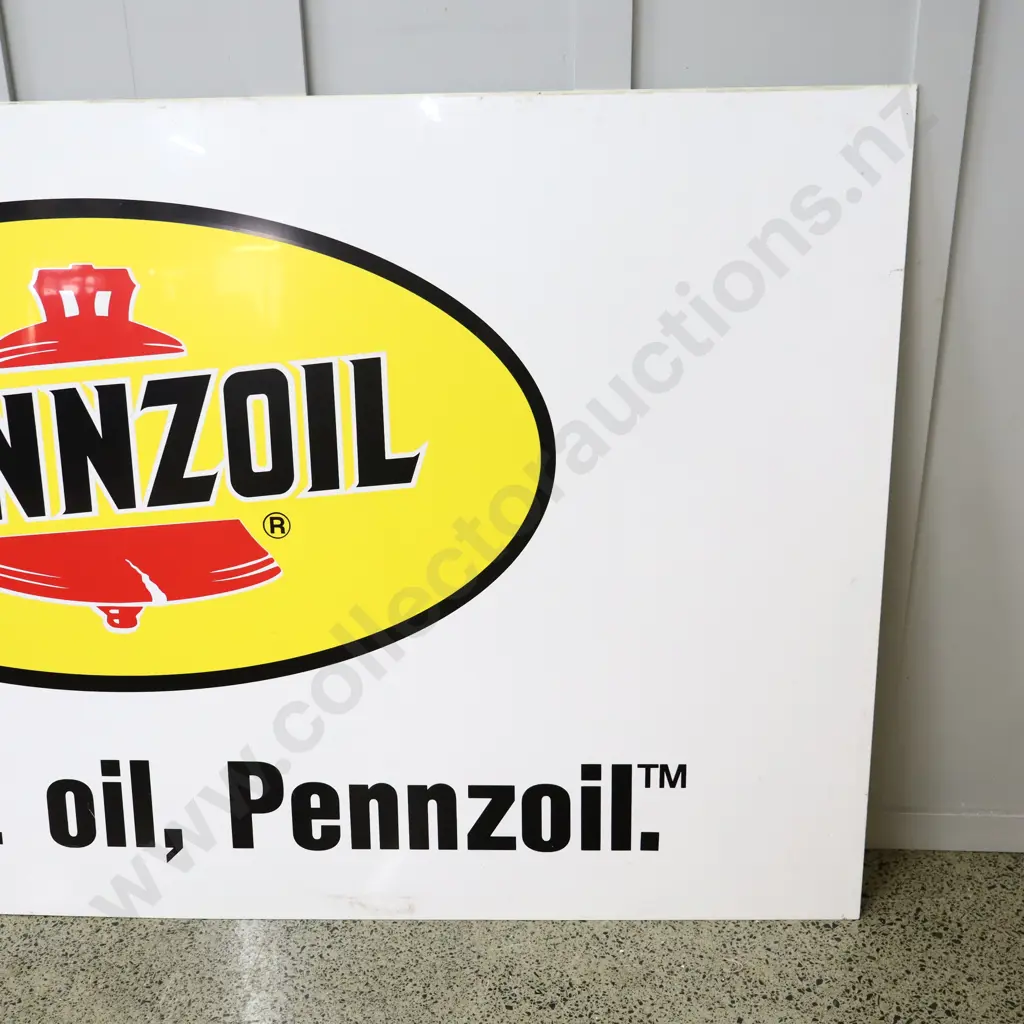 NNZOIL
®
. oil, Pennzoil.™
www.collectorauctions.nz